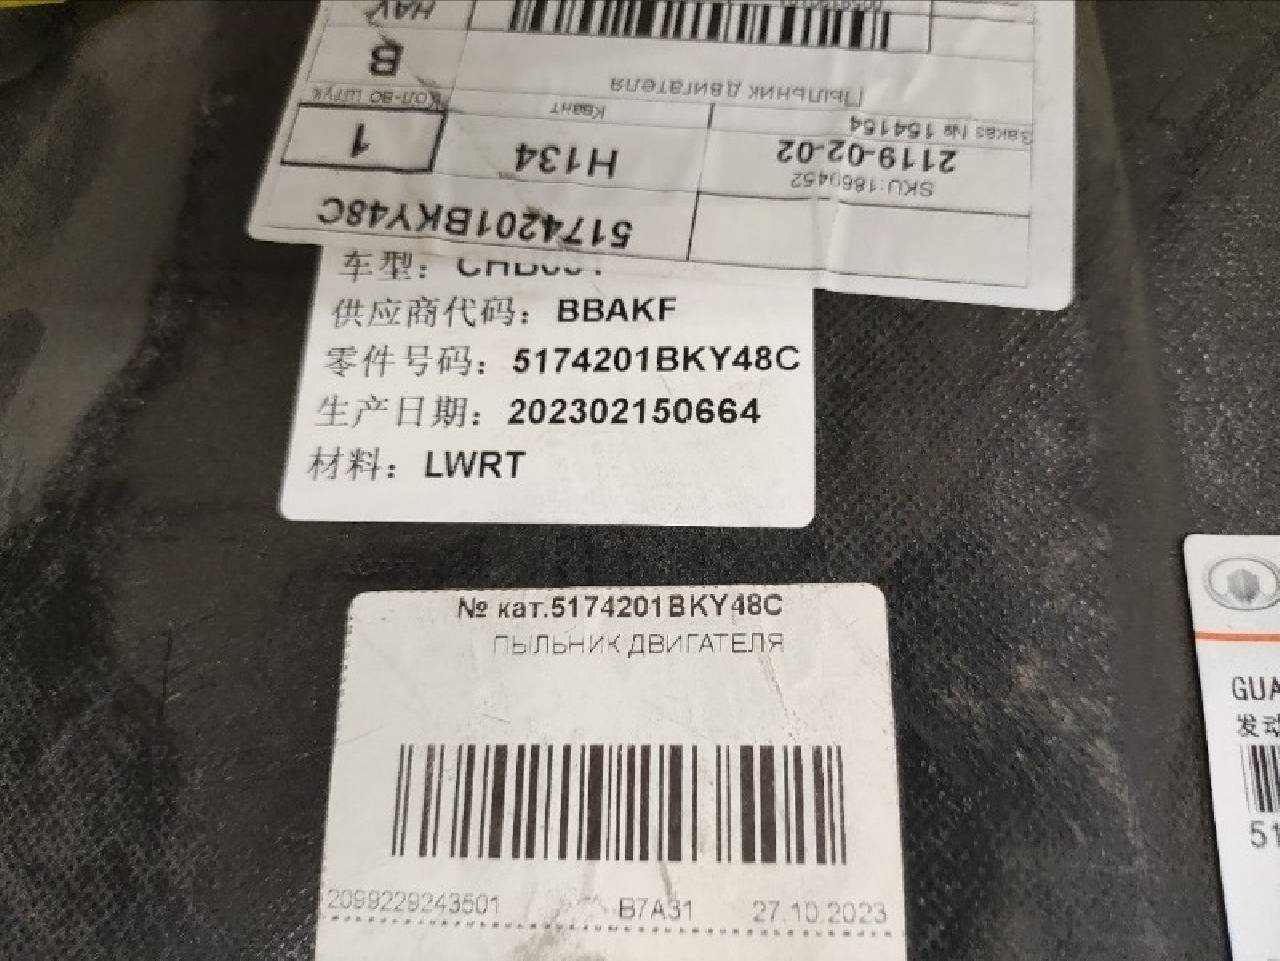 HAV
B
Пыльник двигателя
Кол-во штук
Квант
Заказ № 154154
1
H134
2119-02-02
SKU:1869452
5174201BKY48C
车型：
供应商代码：BBAKF
零件号码：5174201BKY48C
生产日期：202302150664
材料：LWRT
№ кат.5174201BKY48C
ПЫЛЬНИК ДВИГАТЕЛЯ
2099229243501 B7A31 27.10.2023
GUA
发动
51